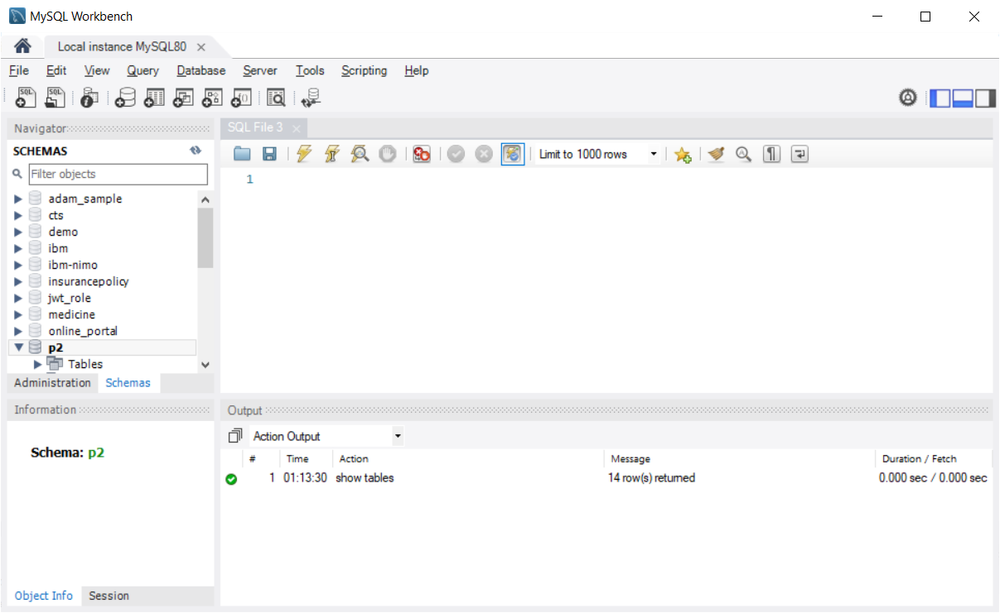 MySQL Workbench
Local instance MySQL80
File Edit View Query Database Server Tools Scripting Help
SQL SQL
Navigator
SCHEMAS
Filter objects
adam_sample
cts
demo
ibm
ibm-nimo
insurancepolicy
jwt_role
medicine
online_portal
p2
Tables
Administration Schemas
Information
Schema: p2
Object Info Session
SQL File 3
Limit to 1000 rows
1
Output
Action Output
# Time Action Message Duration / Fetch
1 01:13:30 show tables 14 row(s) returned 0.000 sec / 0.000 sec